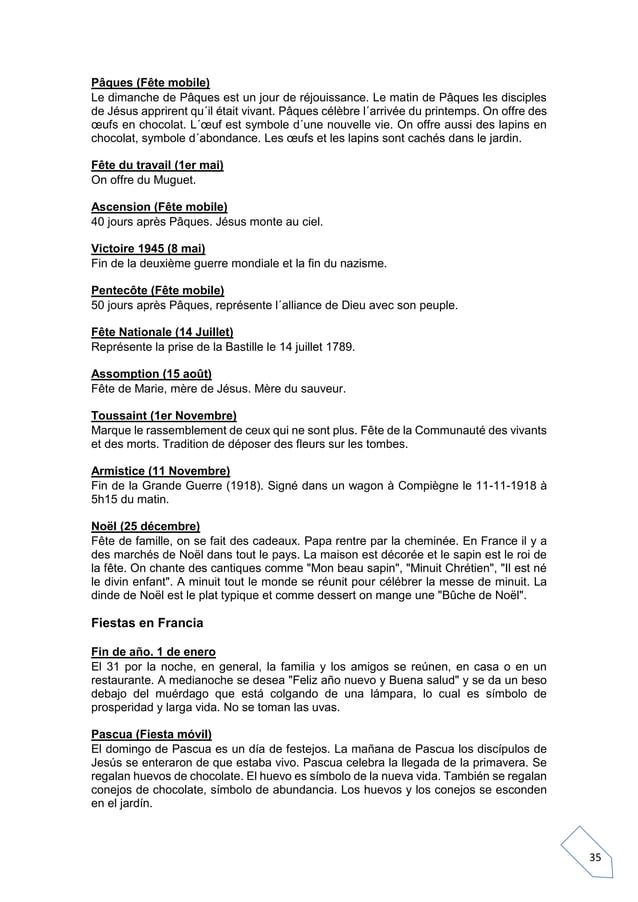 Pâques (Fête mobile)
Le dimanche de Pâques est un jour de réjouissance. Le matin de Pâques les disciples
de Jésus apprirent qu´il était vivant. Pâques célèbre l´arrivée du printemps. On offre des
œufs en chocolat. L´œuf est symbole d´une nouvelle vie. On offre aussi des lapins en
chocolat, symbole d´abondance. Les œufs et les lapins sont cachés dans le jardin.
Fête du travail (1er mai)
On offre du Muguet.
Ascension (Fête mobile)
40 jours après Pâques. Jésus monte au ciel.
Victoire 1945 (8 mai)
Fin de la deuxième guerre mondiale et la fin du nazisme.
Pentecôte (Fête mobile)
50 jours après Pâques, représente l´alliance de Dieu avec son peuple.
Fête Nationale (14 Juillet)
Représente la prise de la Bastille le 14 juillet 1789.
Assomption (15 août)
Fête de Marie, mère de Jésus. Mère du sauveur.
Toussaint (1er Novembre)
Marque le rassemblement de ceux qui ne sont plus. Fête de la Communauté des vivants
et des morts. Tradition de déposer des fleurs sur les tombes.
Armistice (11 Novembre)
Fin de la Grande Guerre (1918). Signé dans un wagon à Compiègne le 11-11-1918 à
5h15 du matin.
Noël (25 décembre)
Fête de famille, on se fait des cadeaux. Papa rentre par la cheminée. En France il y a
des marchés de Noël dans tout le pays. La maison est décorée et le sapin est le roi de
la fête. On chante des cantiques comme "Mon beau sapin", "Minuit Chrétien", "Il est né
le divin enfant". A minuit tout le monde se réunit pour célébrer la messe de minuit. La
dinde de Noël est le plat typique et comme dessert on mange une "Bûche de Noël".
Fiestas en Francia
Fin de año. 1 de enero
El 31 por la noche, en general, la familia y los amigos se reúnen, en casa o en un
restaurante. A medianoche se desea "Feliz año nuevo y Buena salud" y se da un beso
debajo del muérdago que está colgando de una lámpara, lo cual es símbolo de
prosperidad y larga vida. No se toman las uvas.
Pascua (Fiesta móvil)
El domingo de Pascua es un día de festejos. La mañana de Pascua los discípulos de
Jesús se enteraron de que estaba vivo. Pascua celebra la llegada de la primavera. Se
regalan huevos de chocolate. El huevo es símbolo de la nueva vida. También se regalan
conejos de chocolate, símbolo de abundancia. Los huevos y los conejos se esconden
en el jardín.
35